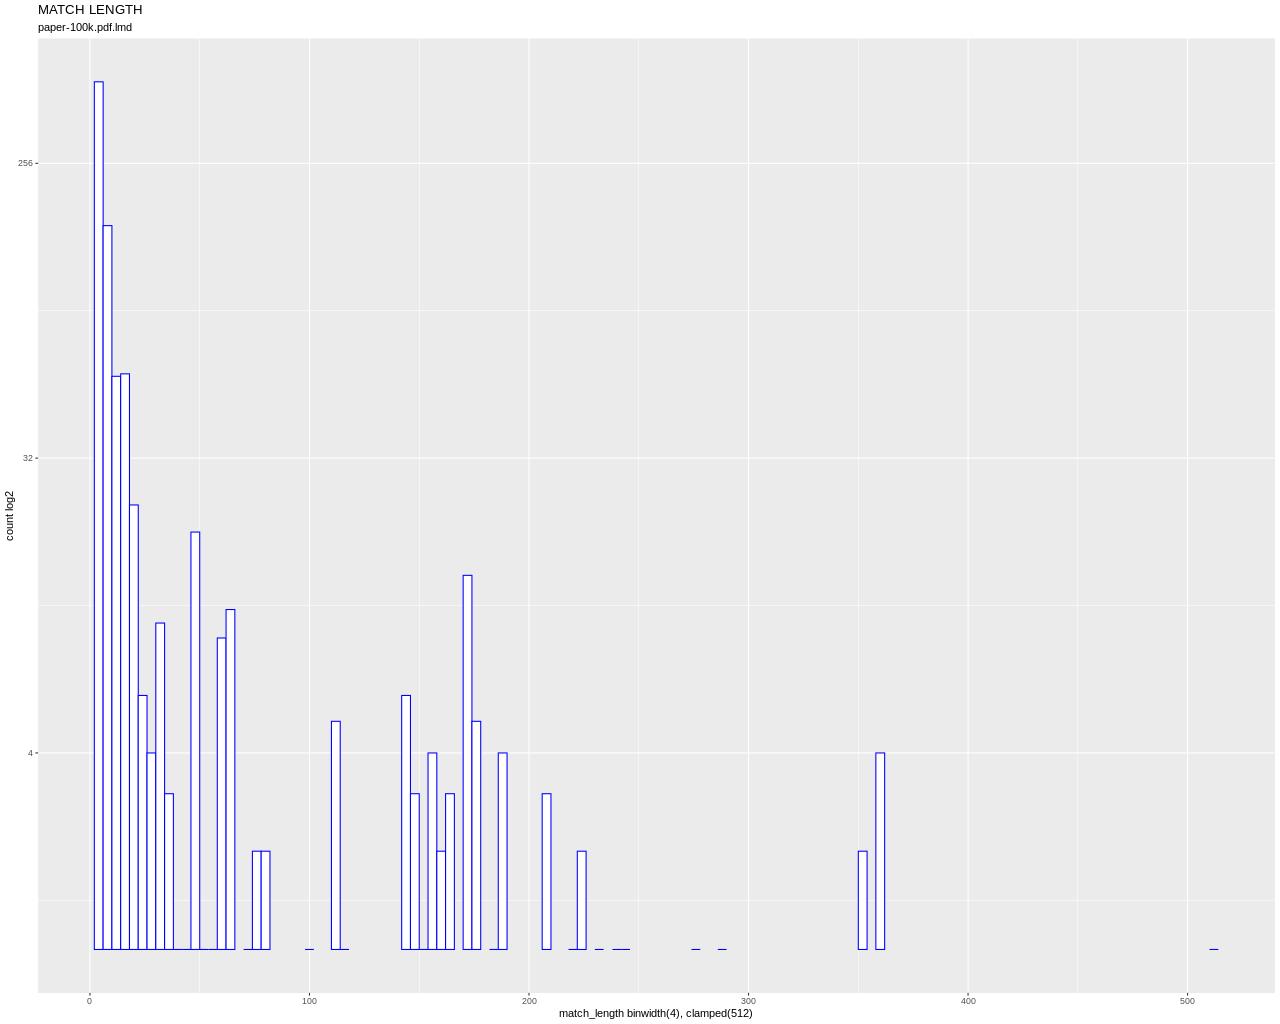 MATCH LENGTH
paper-100k.pdf.lmd
256
32
4
count log2
0 100 200 300 400 500
match_length binwidth(4), clamped(512)